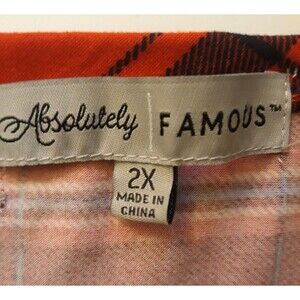 Absolutely | FAMOUS™
2X
MADE IN
CHINA